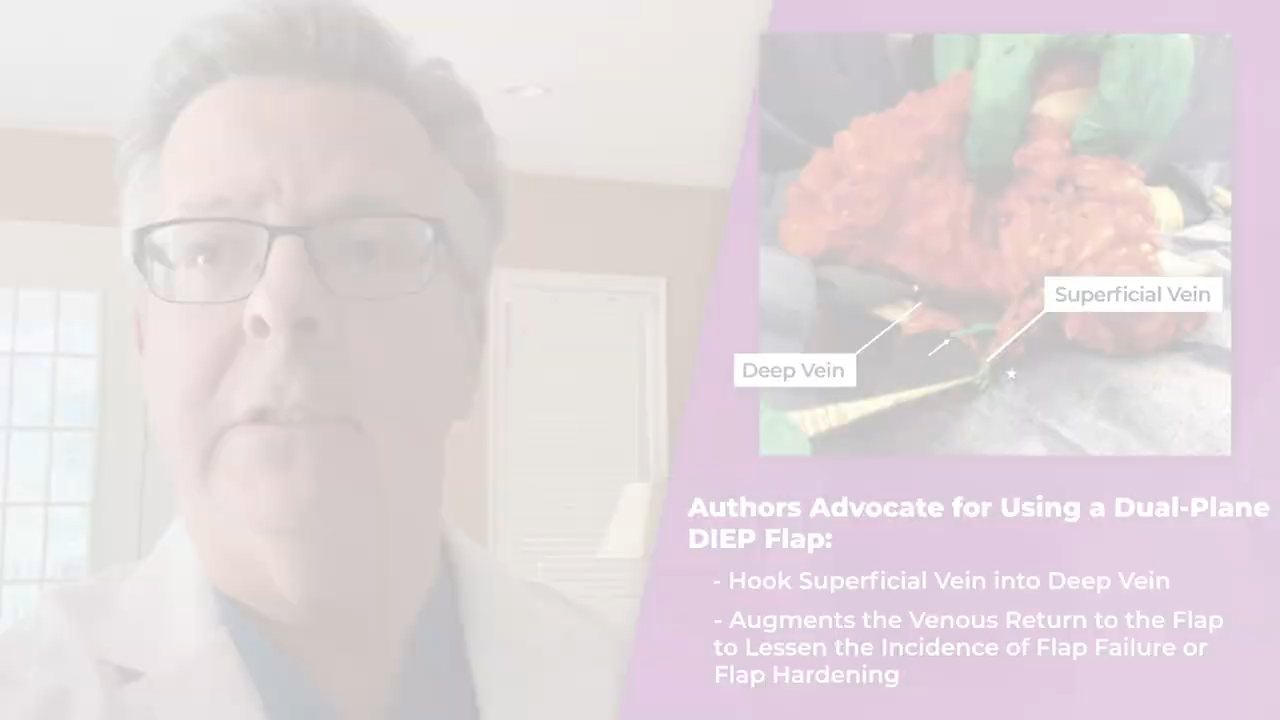 Superficial Vein
Deep Vein
Authors Advocate for Using a Dual-Plane
DIEP Flap:
- Hook Superficial Vein into Deep Vein
- Augments the Venous Return to the Flap
to Lessen the Incidence of Flap Failure or
Flap Hardening